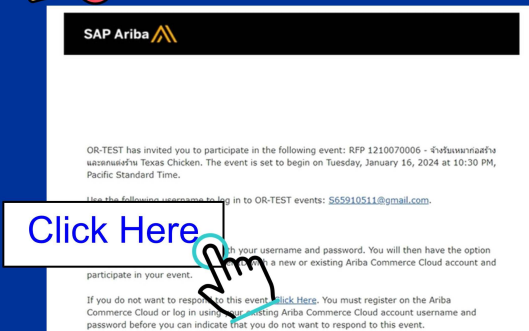 SAP Ariba
OR-TEST has invited you to participate in the following event: RFP 1210070006 - จ้างรับเหมาก่อสร้าง
และตกแต่งร้าน Texas Chicken. The event is set to begin on Tuesday, January 16, 2024 at 10:30 PM,
Pacific Standard Time.
Use the following username to log in to OR-TEST events: S65910511@gmail.com.
Click Here
your username and password. You will then have the option
with a new or existing Ariba Commerce Cloud account and
participate in your event.
If you do not want to respond to this event, Click Here. You must register on the Ariba
Commerce Cloud or log in using your existing Ariba Commerce Cloud account username and
password before you can indicate that you do not want to respond to this event.